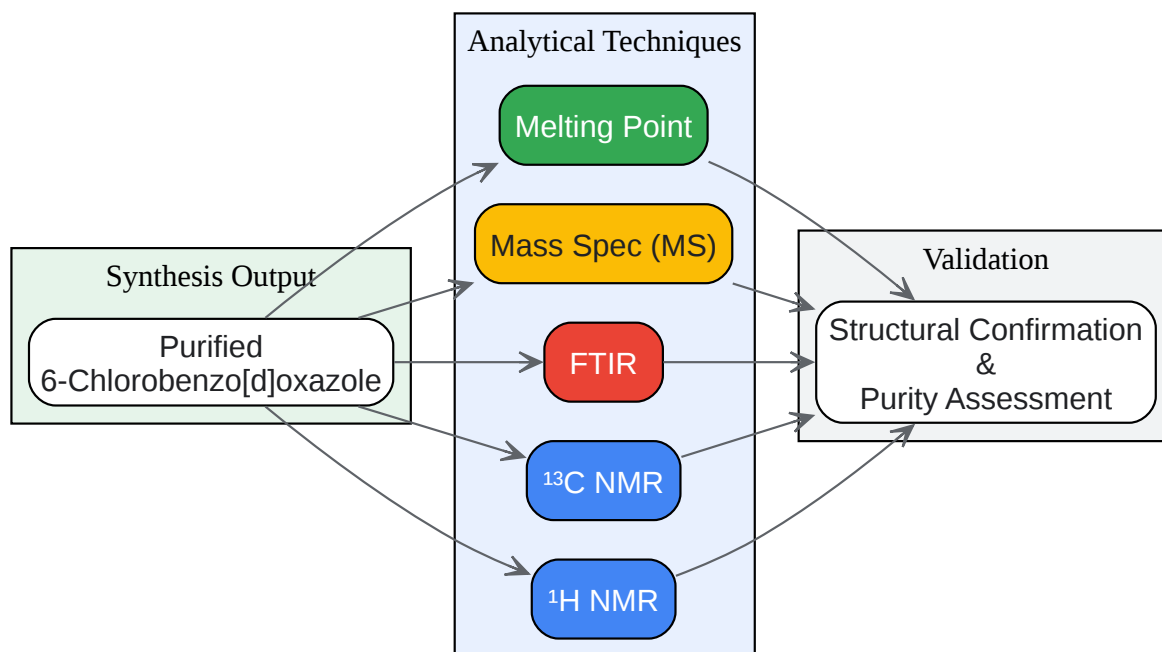 Synthesis Output
Purified
6-Chlorobenzo[d]oxazole
Analytical Techniques
Melting Point
Mass Spec (MS)
FTIR
¹³C NMR
¹H NMR
Validation
Structural Confirmation
&
Purity Assessment